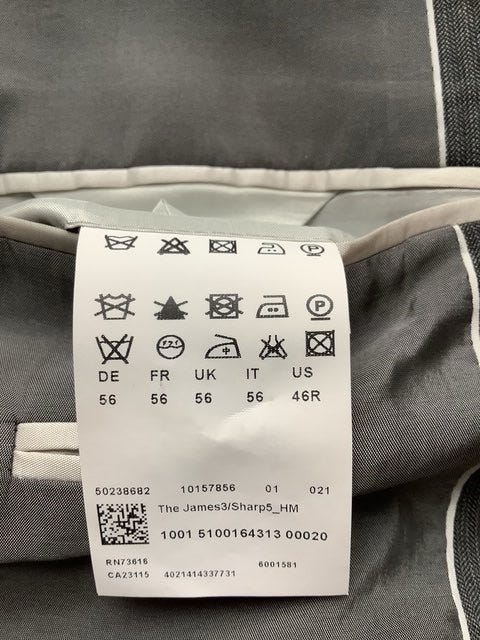 P
P
DE FR UK IT US
56 56 56 56 46R
50238682 10157856 01 021
The James3/Sharp5_HM
1001 5100164313 00020
RN73616 6001581
CA23115 4021414337731